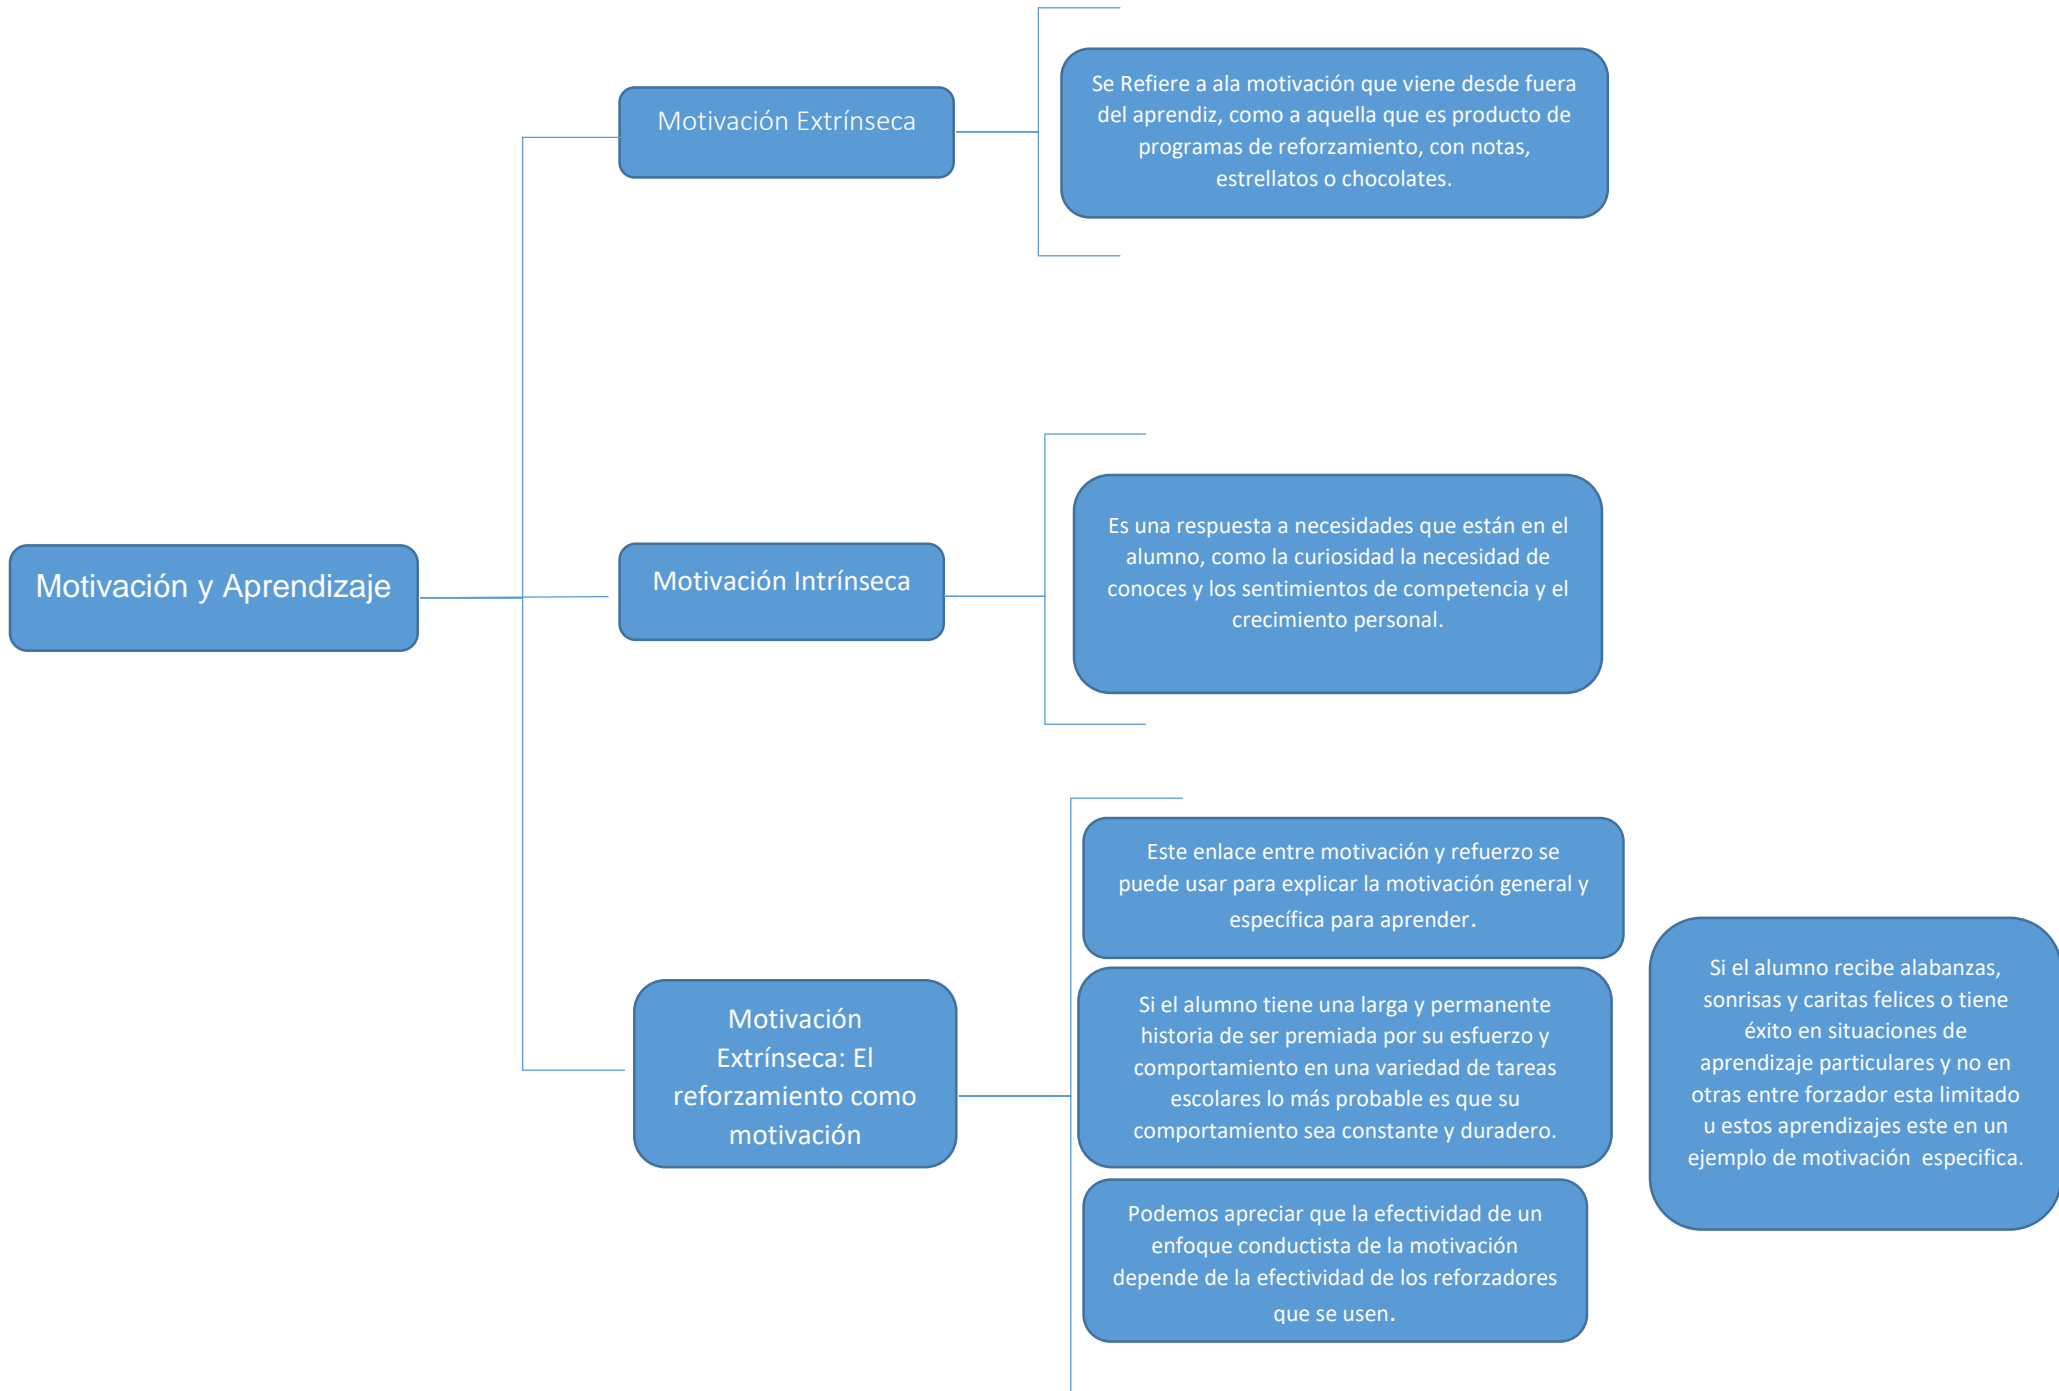 Motivación y Aprendizaje
Motivación Extrínseca
Se Refiere a ala motivación que viene desde fuera
del aprendiz, como a aquella que es producto de
programas de reforzamiento, con notas,
estrellatos o chocolates.
Motivación Intrínseca
Es una respuesta a necesidades que están en el
alumno, como la curiosidad la necesidad de
conoces y los sentimientos de competencia y el
crecimiento personal.
Motivación
Extrínseca: El
reforzamiento como
motivación
Este enlace entre motivación y refuerzo se
puede usar para explicar la motivación general y
específica para aprender.
Si el alumno tiene una larga y permanente
historia de ser premiada por su esfuerzo y
comportamiento en una variedad de tareas
escolares lo más probable es que su
comportamiento sea constante y duradero.
Podemos apreciar que la efectividad de un
enfoque conductista de la motivación
depende de la efectividad de los reforzadores
que se usen.
Si el alumno recibe alabanzas,
sonrisas y caritas felices o tiene
éxito en situaciones de
aprendizaje particulares y no en
otras entre forzador esta limitado
u estos aprendizajes este en un
ejemplo de motivación  especifica.